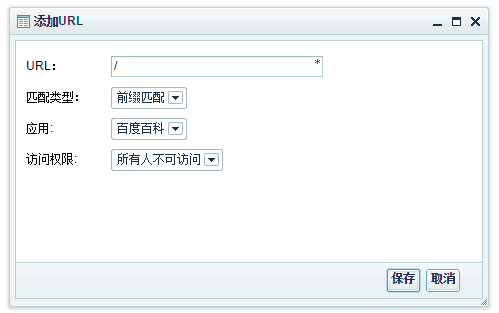 添加URL
URL： / *
匹配类型： 前缀匹配
应用: 百度百科
访问权限: 所有人不可访问
保存 取消